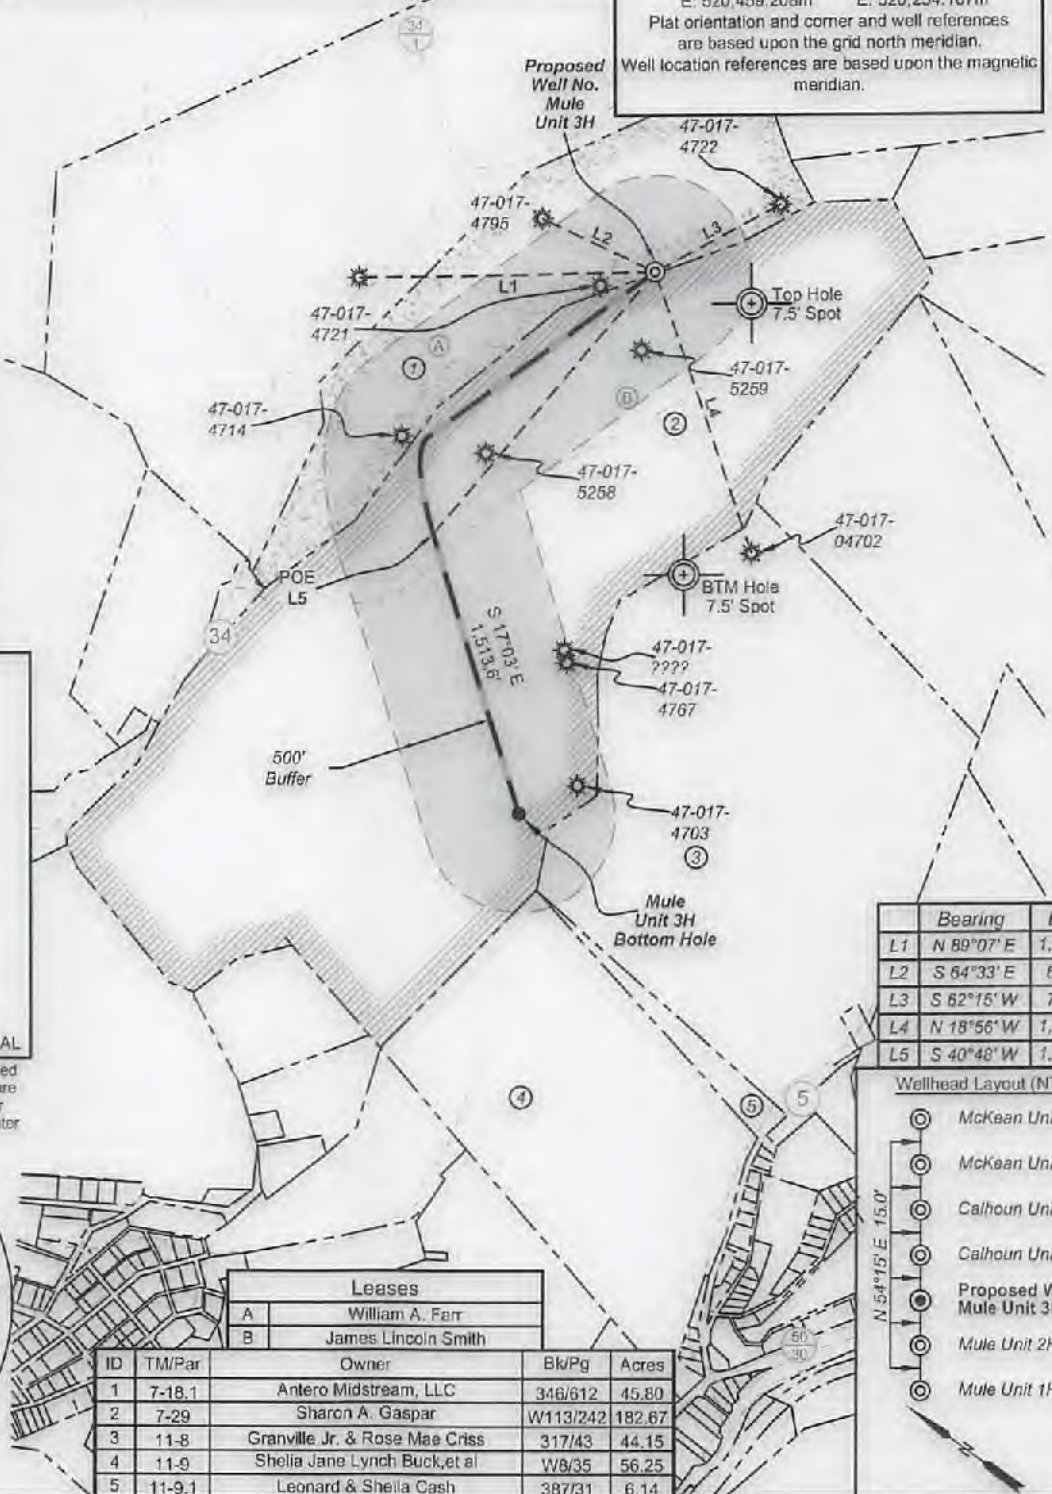 34
1
Plat orientation and corner and well references
are based upon the grid north meridian.
Well location references are based upon the magnetic
meridian.
Proposed
Well No.
Mule
Unit 3H
47-017-
4722
47-017-
4795
L2
L3
L1
47-017-
4721
Top Hole
7.5' Spot
A
1
47-017-
5259
B
L4
2
47-017-
4714
47-017-
5258
47-017-
04702
POE
L5
BTM Hole
7.5' Spot
34
S 17°03' E
1,513.6'
47-017-
????
47-017-
4767
500'
Buffer
47-017-
4703
3
Mule
Unit 3H
Bottom Hole
Bearing
L1 N 89°07' E
L2 S 64°33' E
L3 S 62°15' W
L4 N 18°56' W
L5 S 40°48' W
4
5
5
Wellhead Layout
McKean
McKean
Calhoun
Calhoun
Proposed
Mule Unit
Mule Unit
Mule Unit
N 54°15' E 15.0'
N
50
30
Leases
A William A. Farr
B James Lincoln Smith
ID TM/Par Owner Bk/Pg Acres
1 7-18.1 Antero Midstream, LLC 346/612 45.80
2 7-29 Sharon A. Gaspar W113/242 182.67
3 11-8 Granville Jr. & Rose Mae Criss 317/43 44.15
4 11-9 Shelia Jane Lynch Buck,et al W8/35 56.25
5 11-9.1 Leonard & Sheila Cash 387/31 6.14